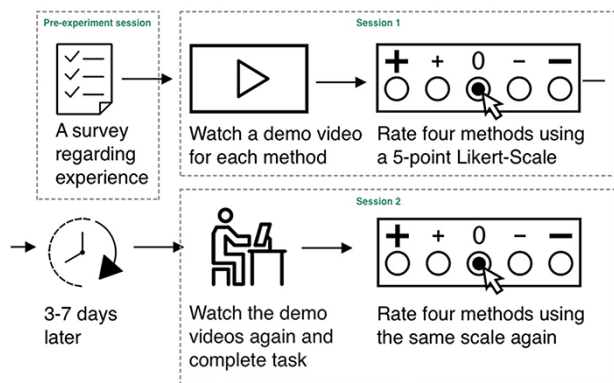 Pre-experiment session
Session 1
+ + 0 − −
A survey
regarding
experience
Watch a demo video
for each method
Rate four methods using
a 5-point Likert-Scale
Session 2
+ + 0 − −
3-7 days
later
Watch the demo
videos again and
complete task
Rate four methods using
the same scale again